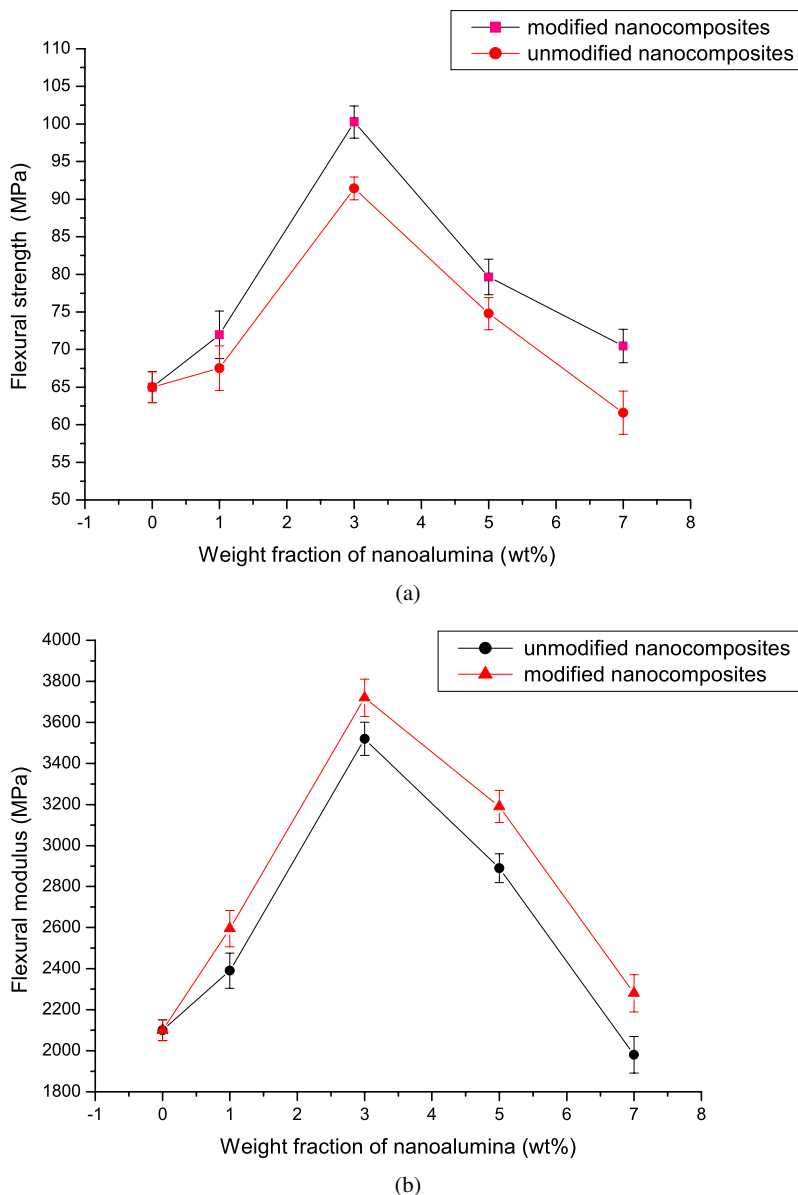 modified nanocomposites
unmodified nanocomposites
110
105
100
95
90
85
80
75
70
65
60
55
50
Flexural strength (MPa)
-1 0 1 2 3 4 5 6 7 8
Weight fraction of nanoalumina (wt%)
(a)
unmodified nanocomposites
modified nanocomposites
4000
3800
3600
3400
3200
3000
2800
2600
2400
2200
2000
1800
Flexural modulus (MPa)
-1 0 1 2 3 4 5 6 7 8
Weight fraction of nanoalumina (wt%)
(b)